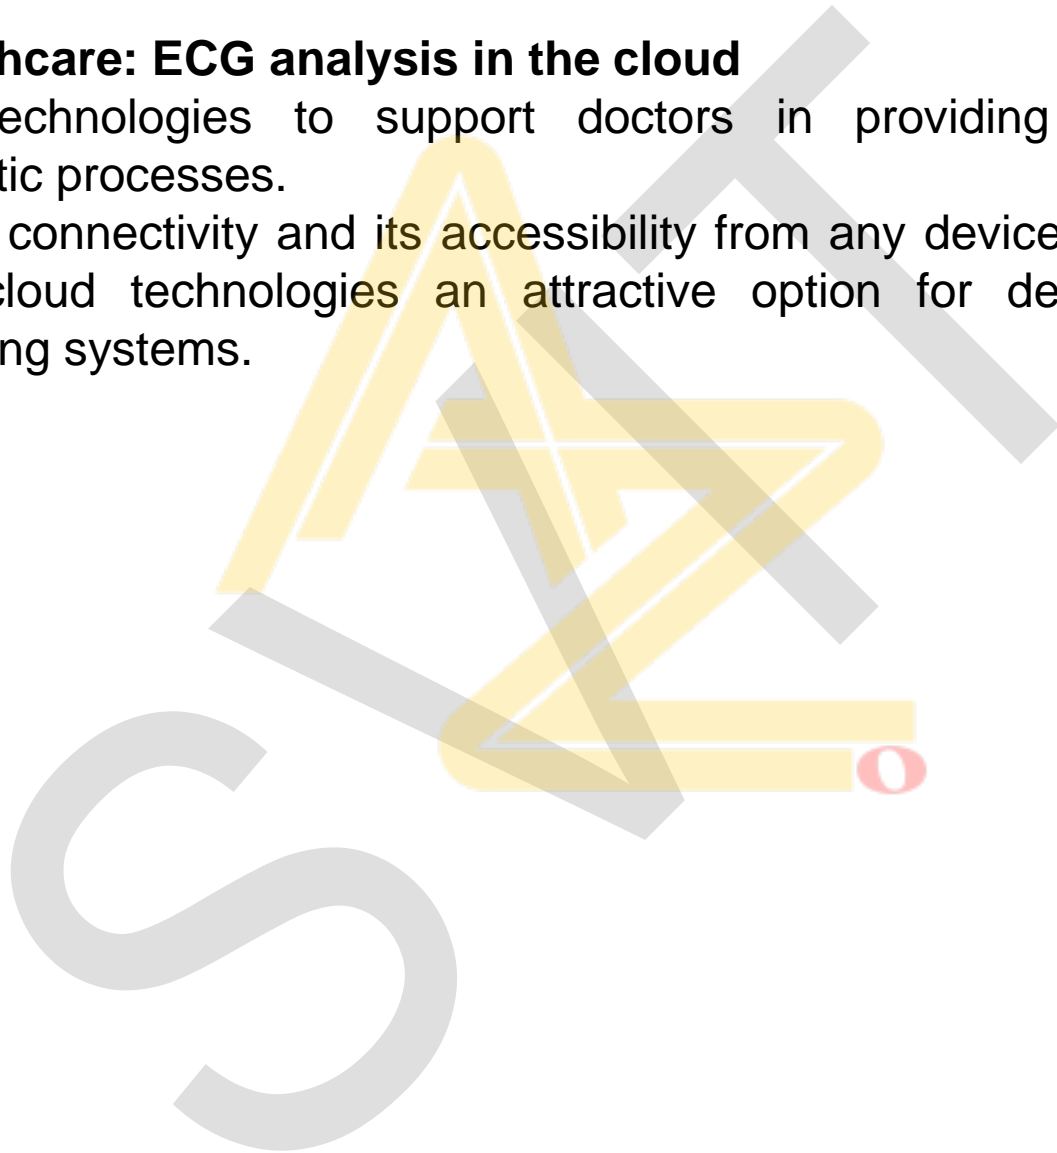 hcare: ECG analysis in the cloud
echnologies to support doctors in providing
tic processes.
connectivity and its accessibility from any device
cloud technologies an attractive option for de
ng systems.
SVIT